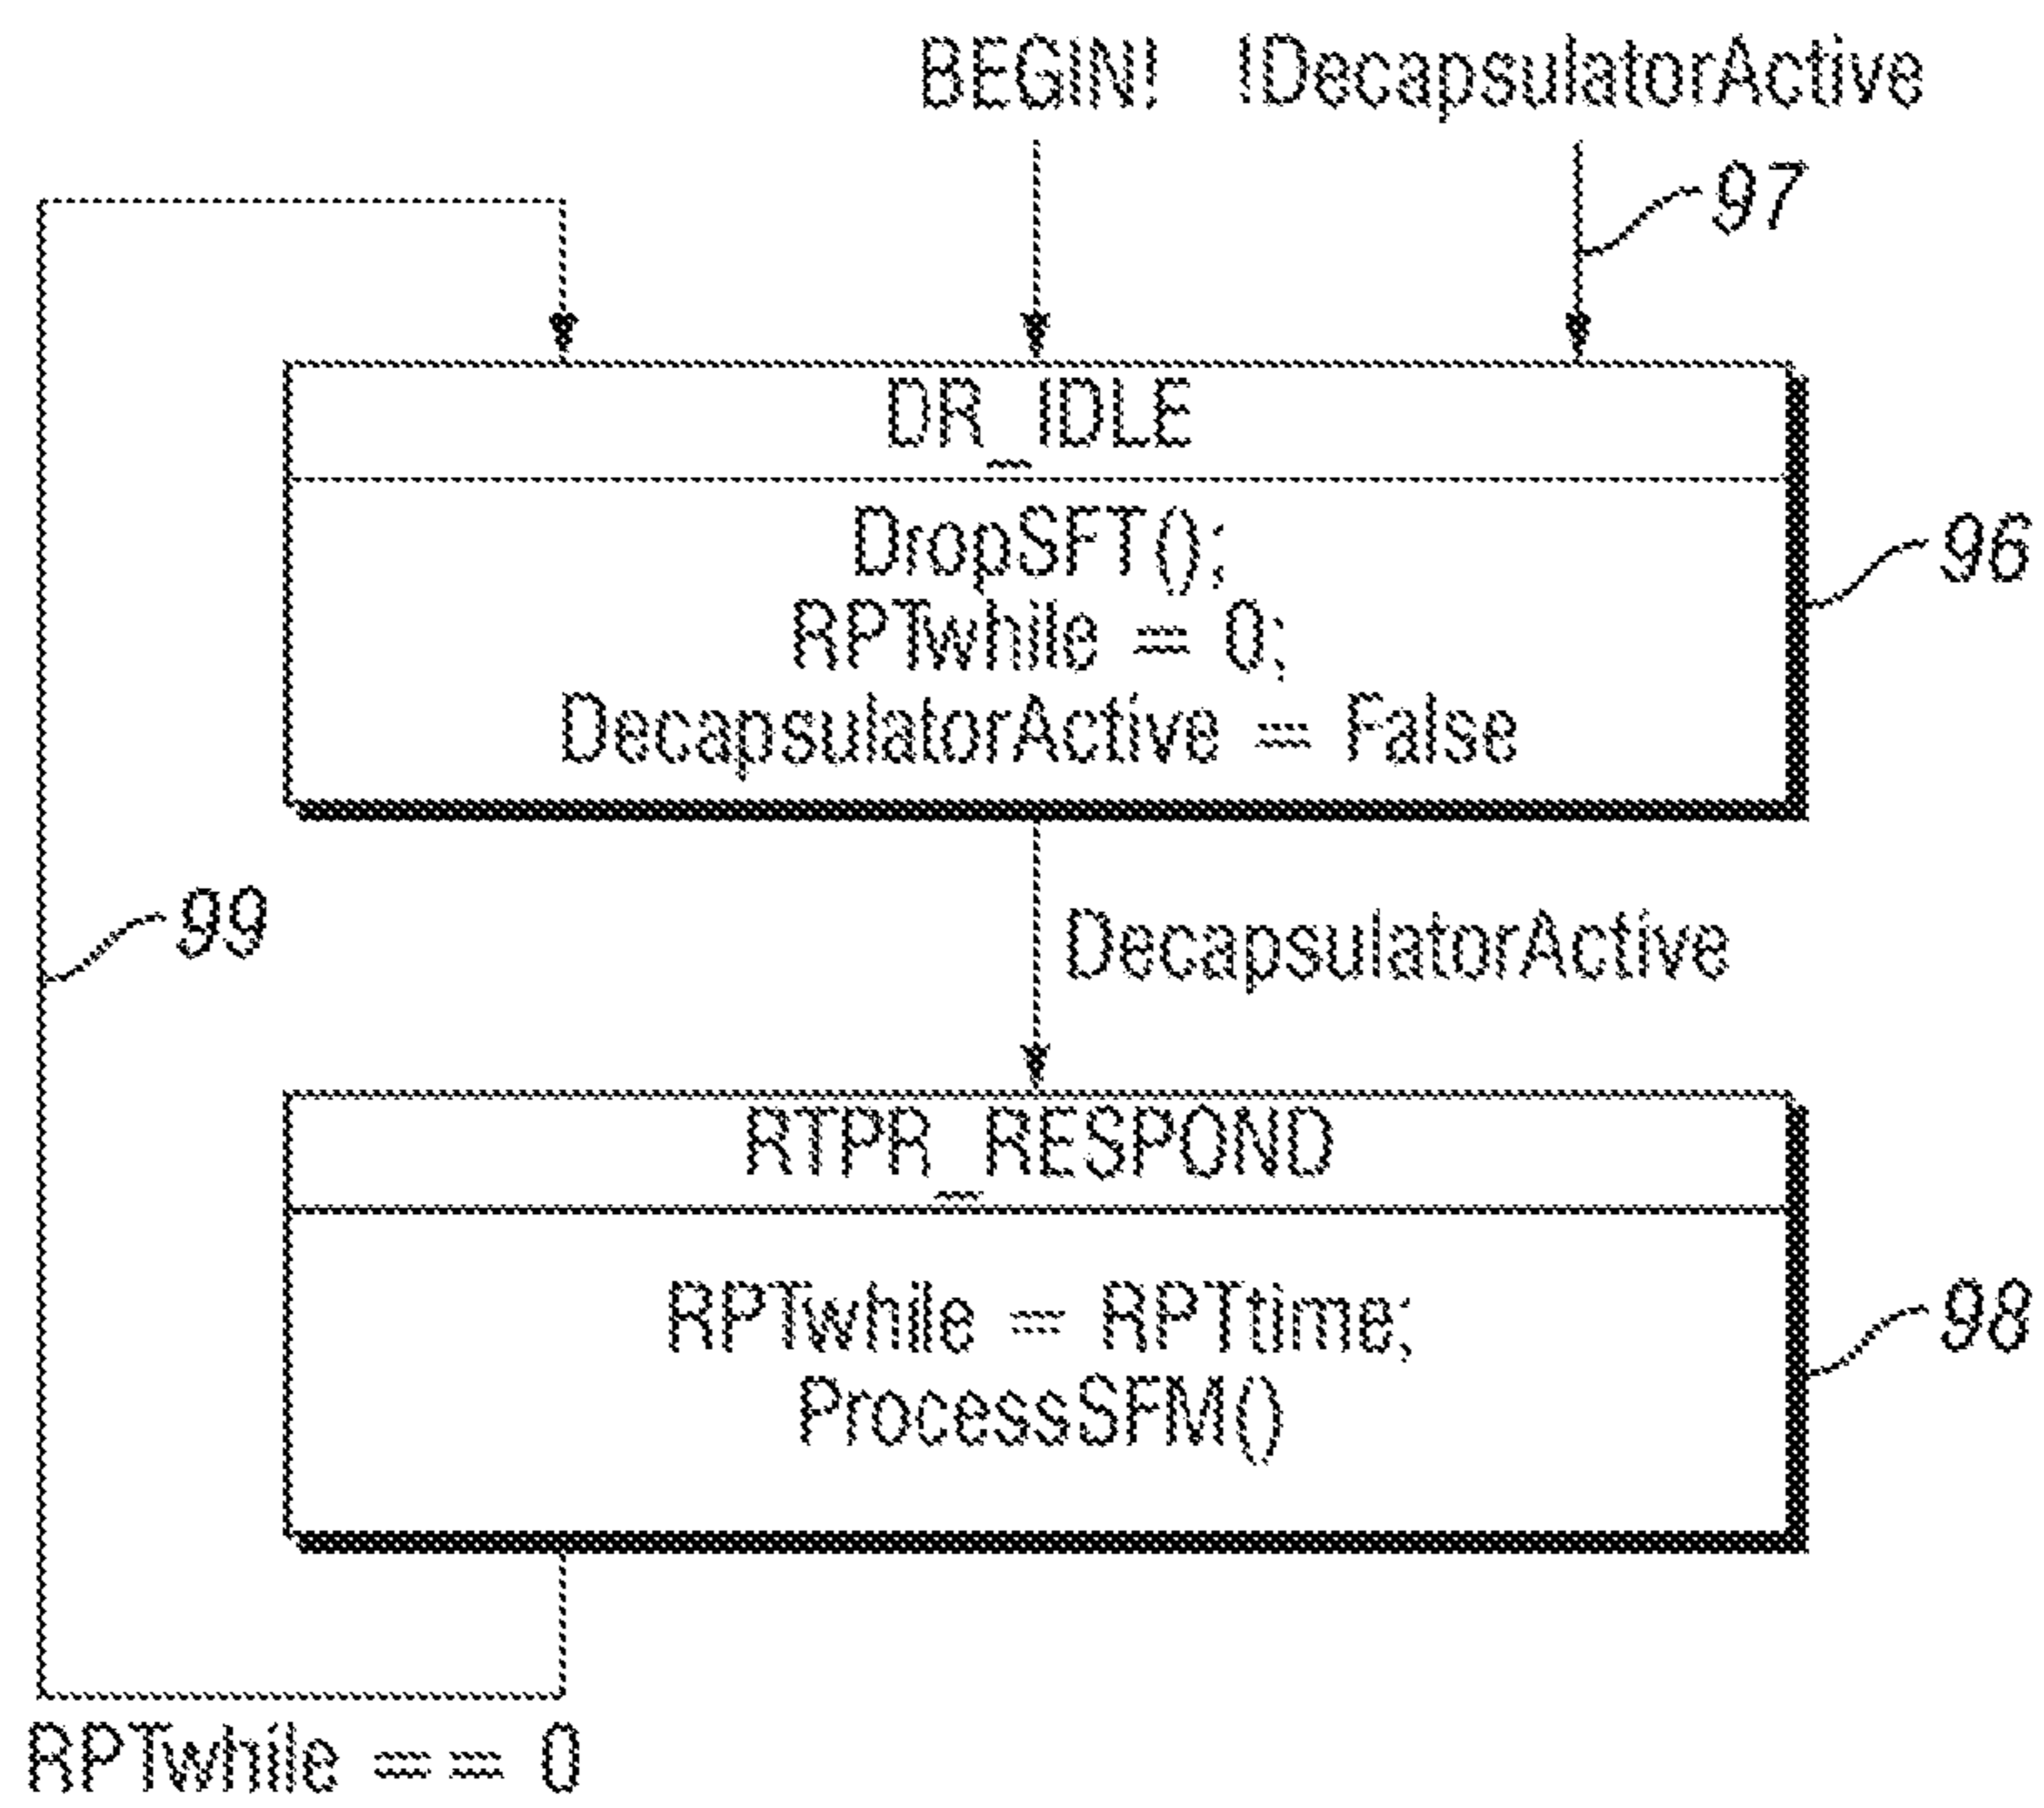 BEGIN! !DecapsulatorActive
97
DR_IDLE
DropSFT();
RPTwhile = 0;
DecapsulatorActive = False
96
99
DecapsulatorActive
RTPR_RESPOND
RPTwhile = RPTtime;
ProcessSFM()
98
RPTwhile == 0